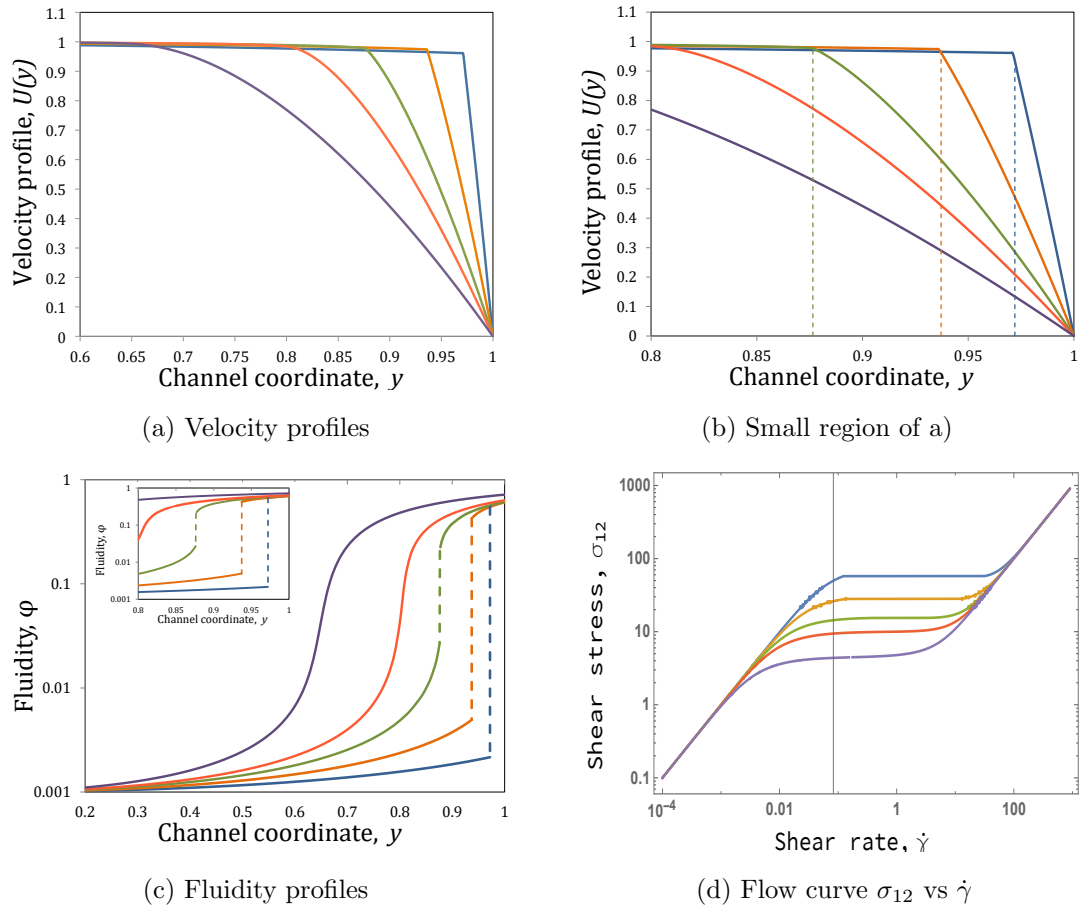 1.1
1
0.9
0.8
0.7
0.6
0.5
0.4
0.3
0.2
0.1
0
Velocity profile, U(y)
0.6 0.65 0.7 0.75 0.8 0.85 0.9 0.95 1
Channel coordinate, y
(a) Velocity profiles
1.1
1
0.9
0.8
0.7
0.6
0.5
0.4
0.3
0.2
0.1
0
Velocity profile, U(y)
0.8 0.85 0.9 0.95 1
Channel coordinate, y
(b) Small region of a)
1
0.1
0.01
0.001
Fluidity, φ
0.2 0.3 0.4 0.5 0.6 0.7 0.8 0.9 1
Channel coordinate, y
1
0.1
0.01
0.001
Fluidity, φ
0.8 0.85 0.9 0.95 1
Channel coordinate, y
(c) Fluidity profiles
1000
100
10
1
0.1
Shear stress, σ₁₂
10⁻⁴ 0.01 1 100
Shear rate, γ̇
(d) Flow curve σ₁₂ vs γ̇